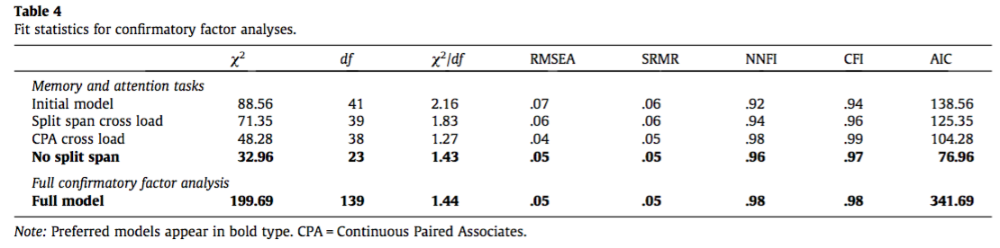 Table 4
Fit statistics for confirmatory factor analyses.
χ² df χ²/df RMSEA SRMR NNFI CFI AIC
Memory and attention tasks
Initial model 88.56 41 2.16 .07 .06 .92 .94 138.56
Split span cross load 71.35 39 1.83 .06 .06 .94 .96 125.35
CPA cross load 48.28 38 1.27 .04 .05 .98 .99 104.28
No split span 32.96 23 1.43 .05 .05 .96 .97 76.96
Full confirmatory factor analysis
Full model 199.69 139 1.44 .05 .05 .98 .98 341.69
Note: Preferred models appear in bold type. CPA = Continuous Paired Associates.